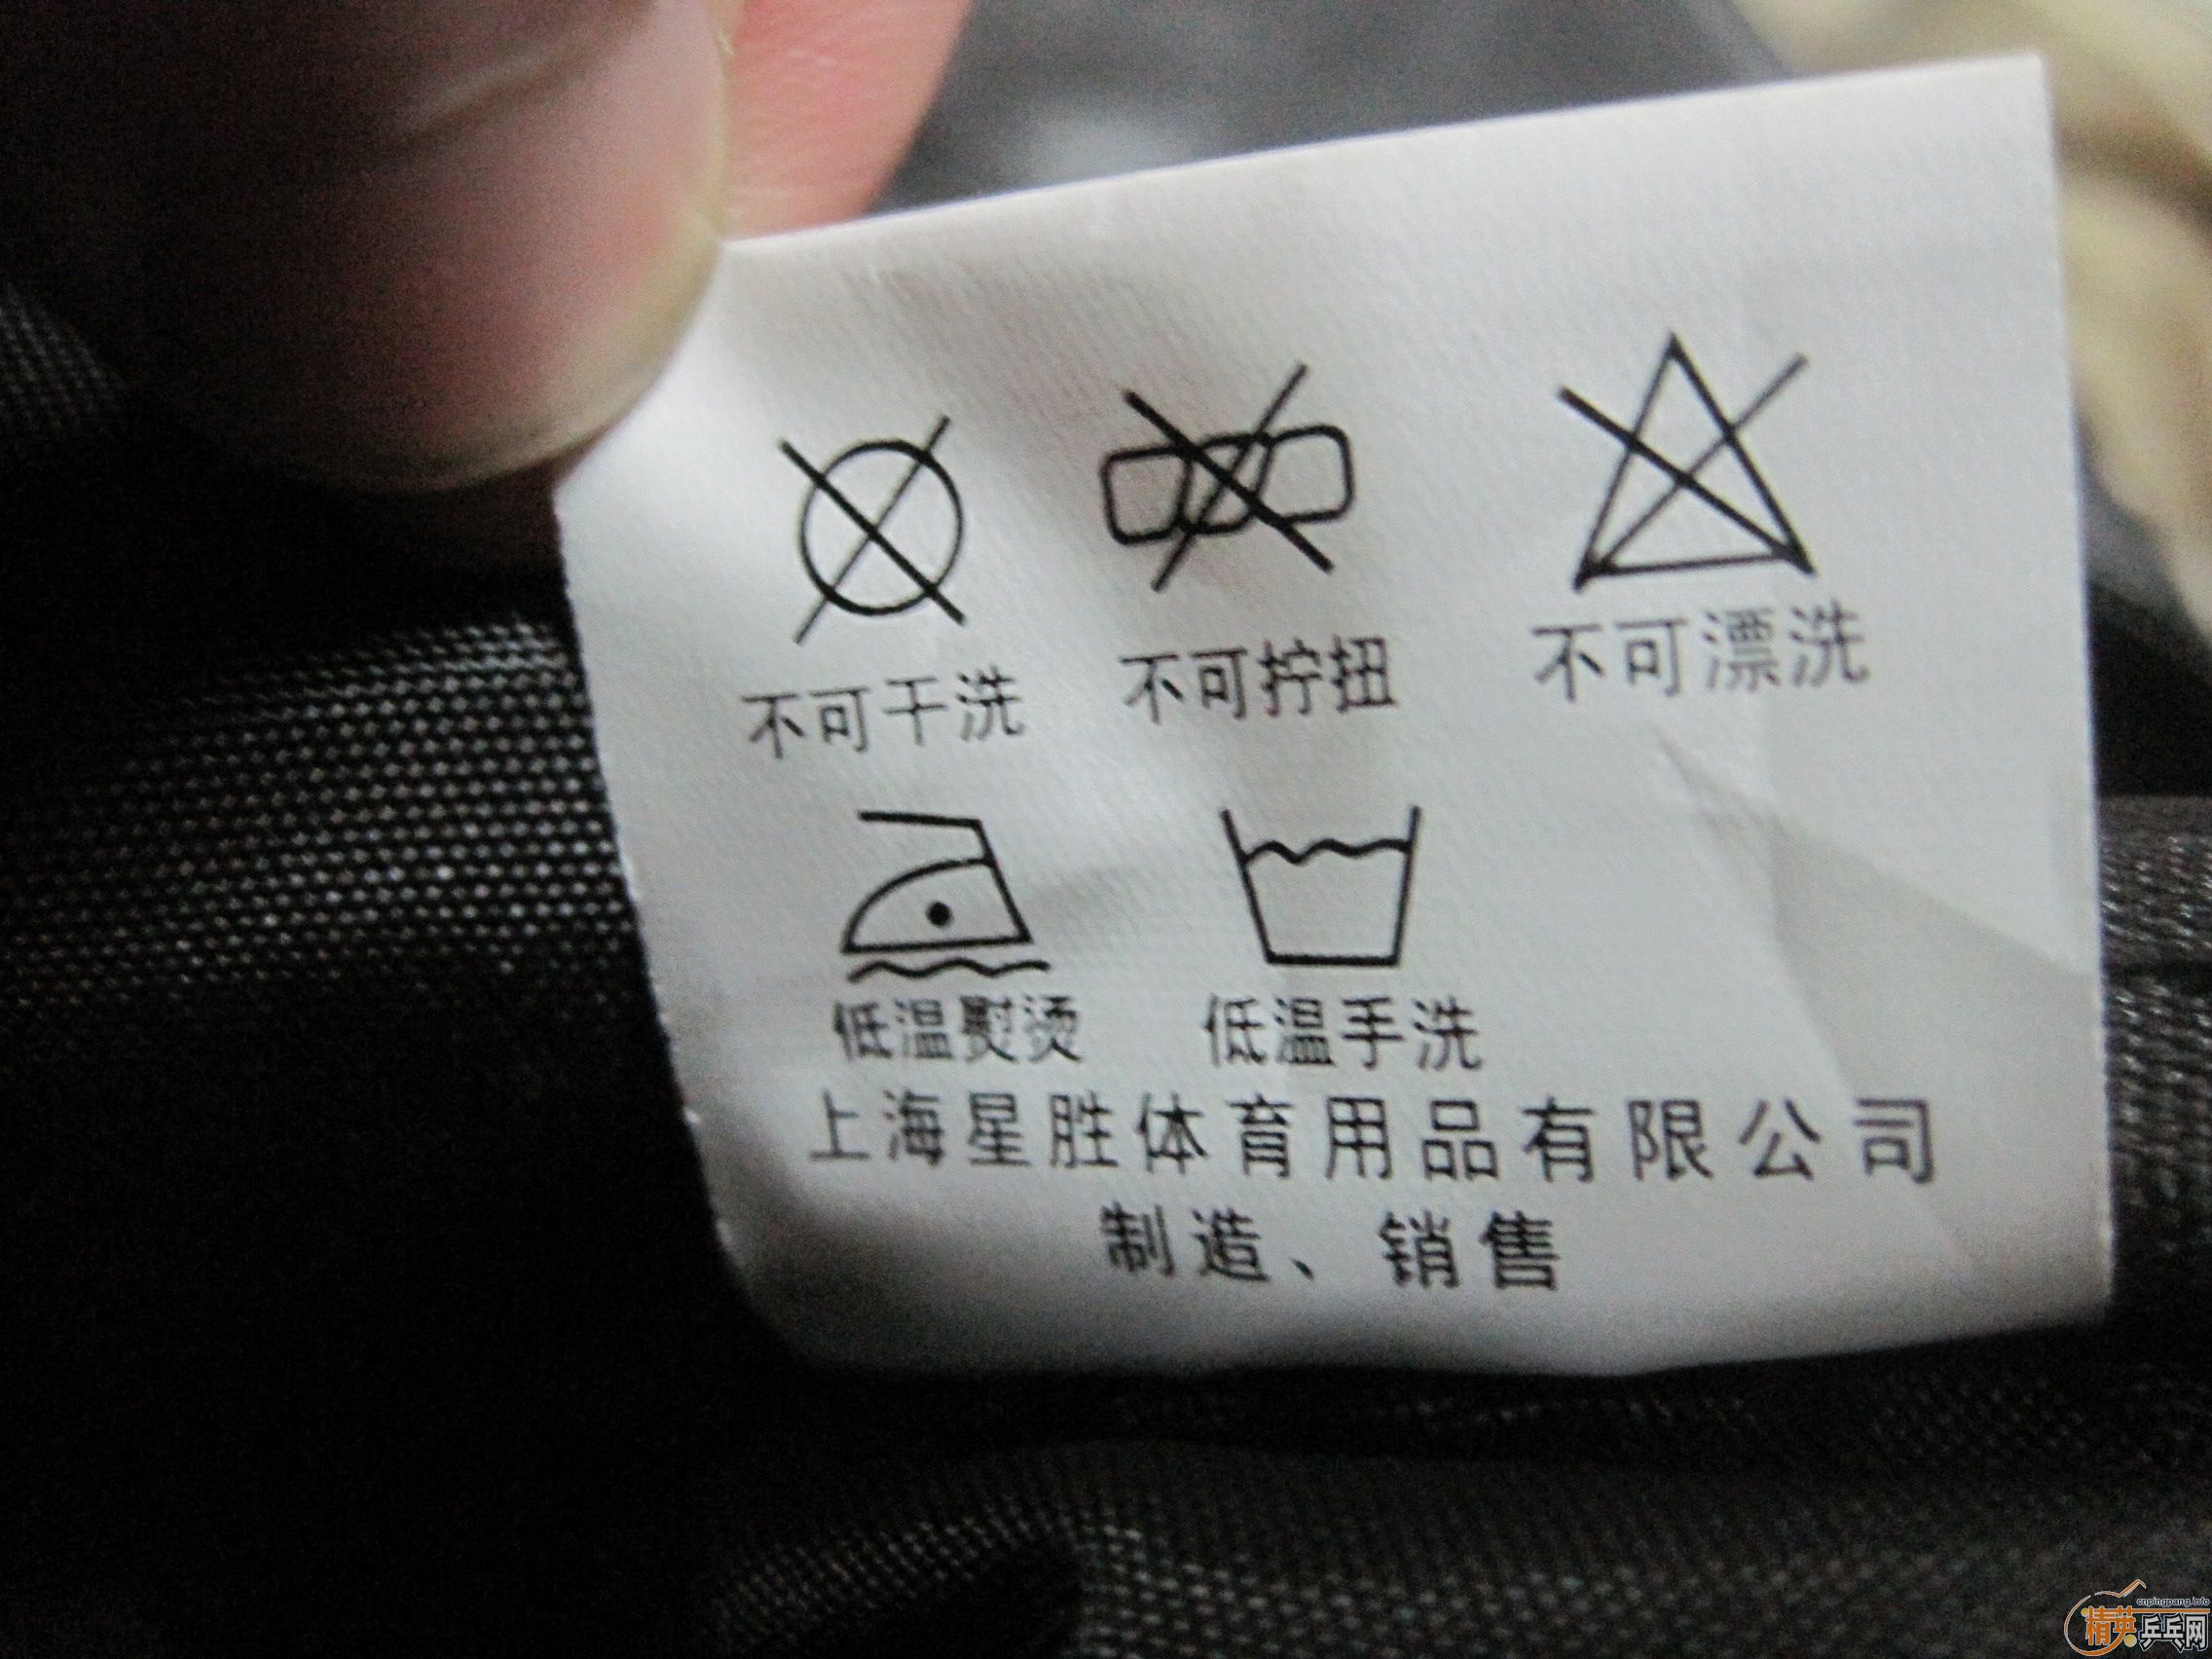 不可干洗 不可拧扭 不可漂洗
低温熨烫 低温手洗
上海星胜体育用品有限公司
制造、销售
cnpingpang.info
精英乒乓网